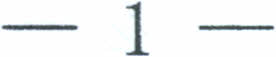 — 1 —